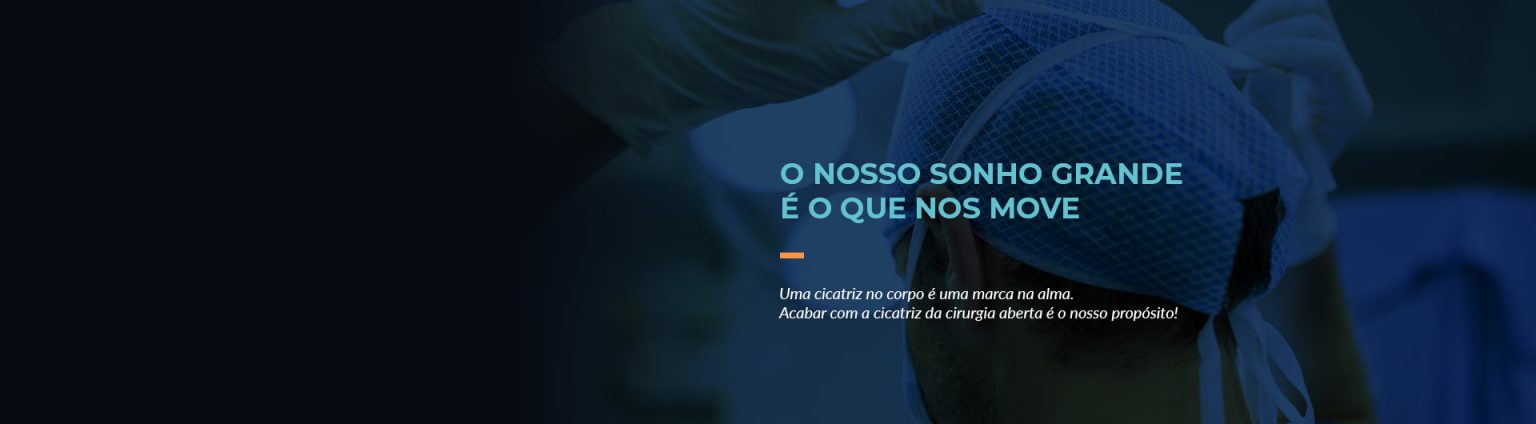 O NOSSO SONHO GRANDE
É O QUE NOS MOVE
Uma cicatriz no corpo é uma marca na alma.
Acabar com a cicatriz da cirurgia aberta é o nosso propósito!